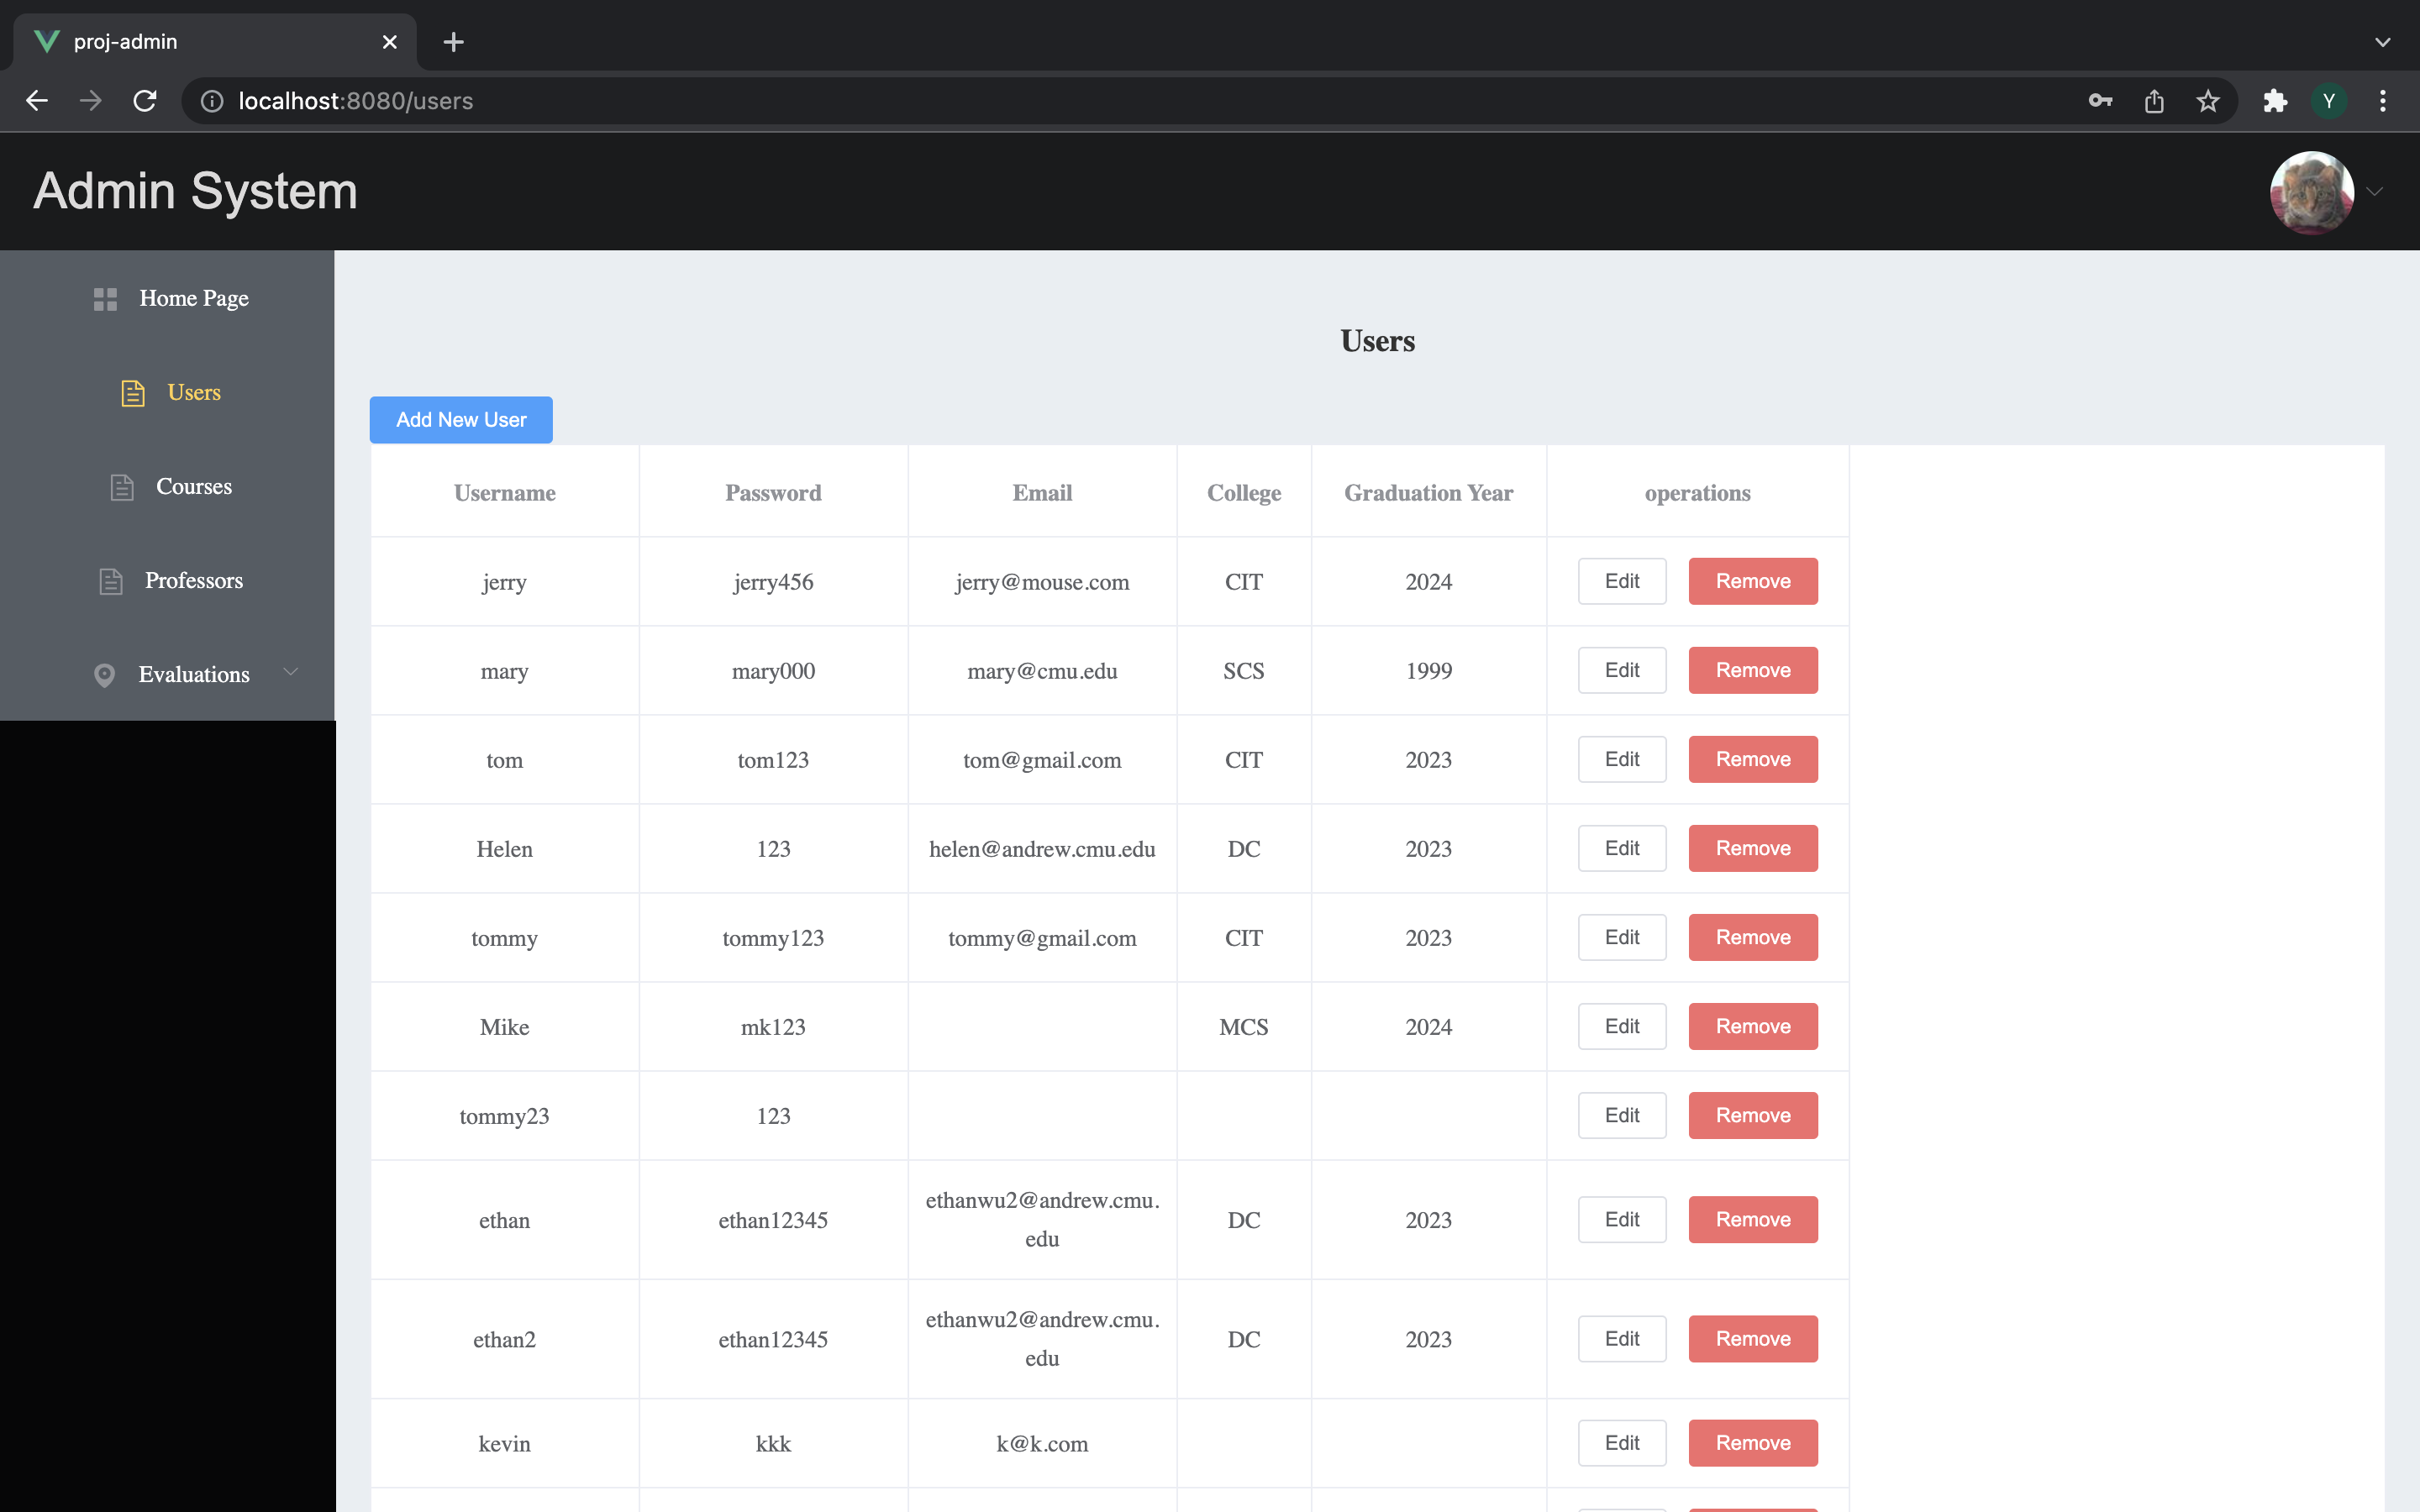 proj-admin
localhost:8080/users
Y
Admin System
Home Page
Users
Courses
Professors
Evaluations
Users
Add New User
Username Password Email College Graduation Year operations
jerry jerry456 jerry@mouse.com CIT 2024 Edit Remove
mary mary000 mary@cmu.edu SCS 1999 Edit Remove
tom tom123 tom@gmail.com CIT 2023 Edit Remove
Helen 123 helen@andrew.cmu.edu DC 2023 Edit Remove
tommy tommy123 tommy@gmail.com CIT 2023 Edit Remove
Mike mk123 MCS 2024 Edit Remove
tommy23 123 Edit Remove
ethan ethan12345 ethanwu2@andrew.cmu. DC 2023 Edit Remove
edu
ethan2 ethan12345 ethanwu2@andrew.cmu. DC 2023 Edit Remove
edu
kevin kkk k@k.com Edit Remove